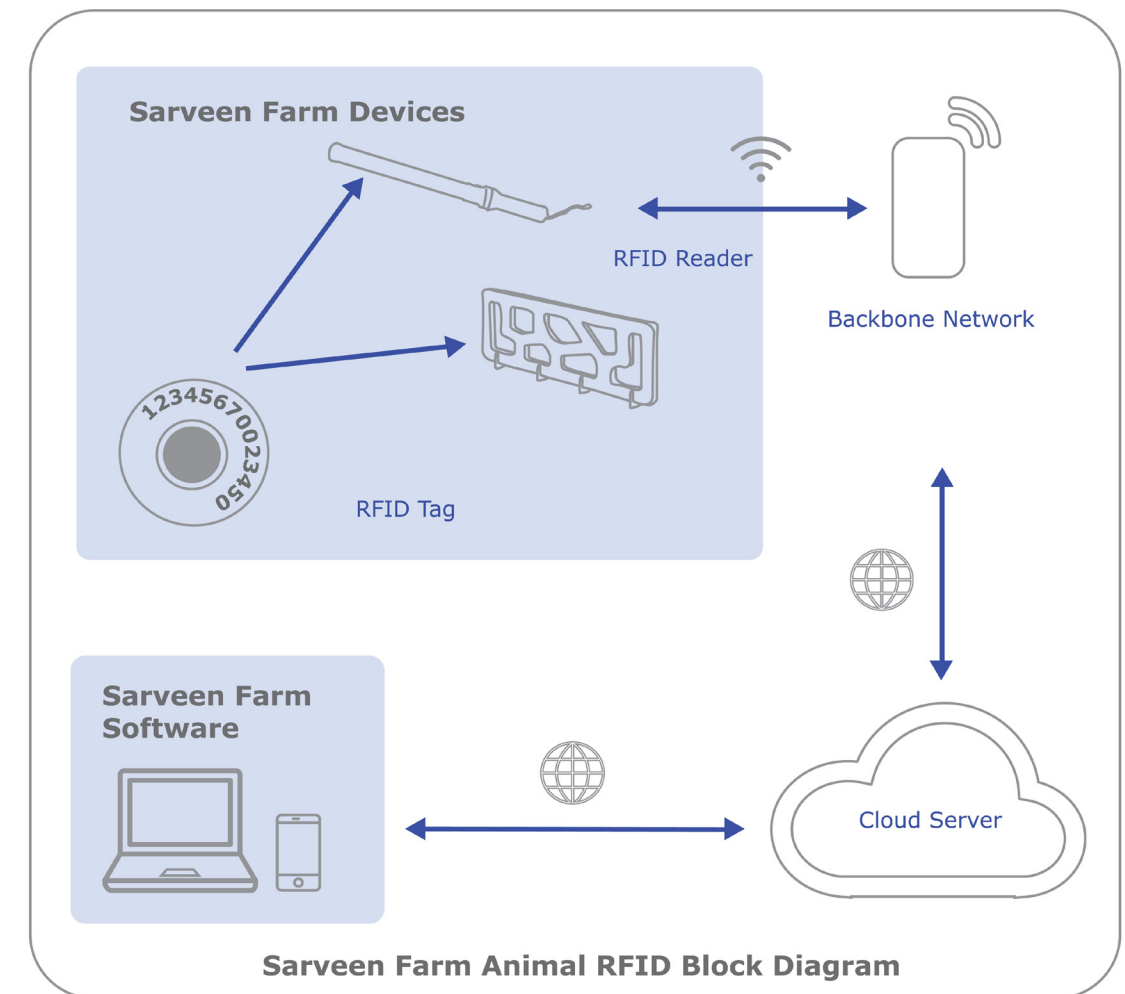 Sarveen Farm Devices
RFID Reader
Backbone Network
12345670023450
RFID Tag
Sarveen Farm
Software
Cloud Server
Sarveen Farm Animal RFID Block Diagram